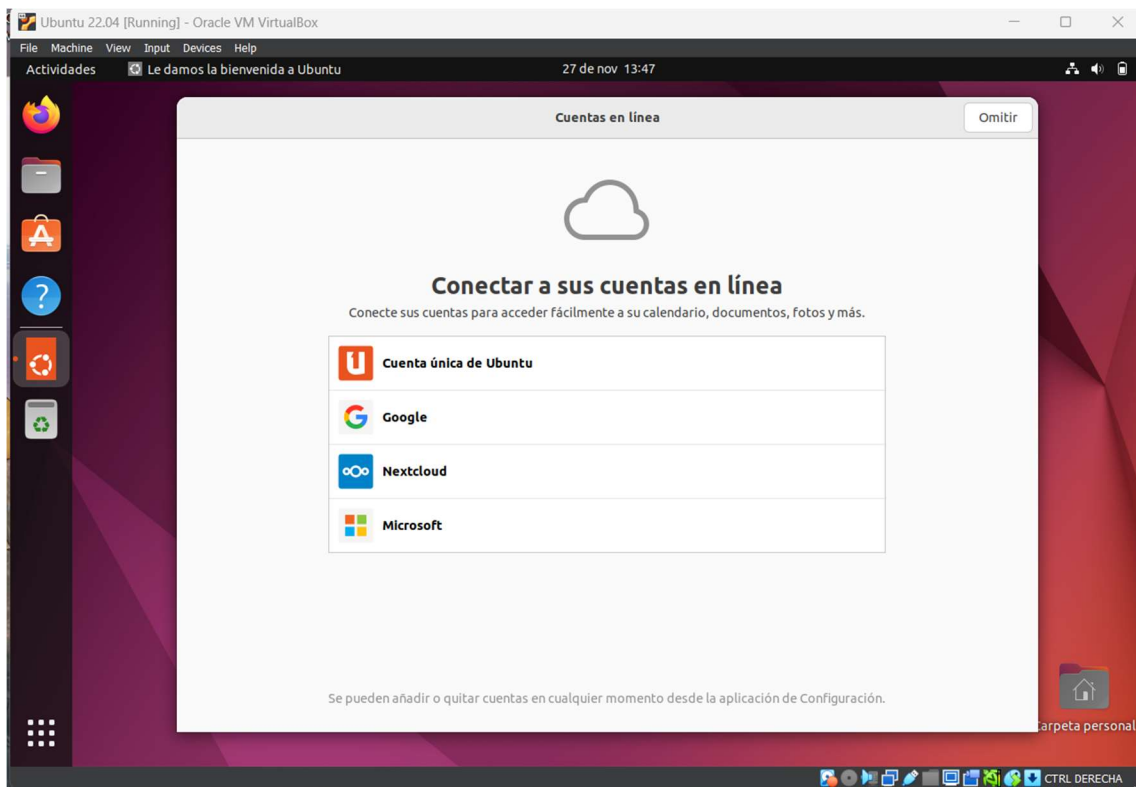 Ubuntu 22.04 [Running] - Oracle VM VirtualBox
File Machine View Input Devices Help
Actividades Le damos la bienvenida a Ubuntu 27 de nov 13:47
Cuentas en línea Omitir
Conectar a sus cuentas en línea
Conecte sus cuentas para acceder fácilmente a su calendario, documentos, fotos y más.
Cuenta única de Ubuntu
Google
Nextcloud
Microsoft
Se pueden añadir o quitar cuentas en cualquier momento desde la aplicación de Configuración.
arpeta personal
CTRL DERECHA